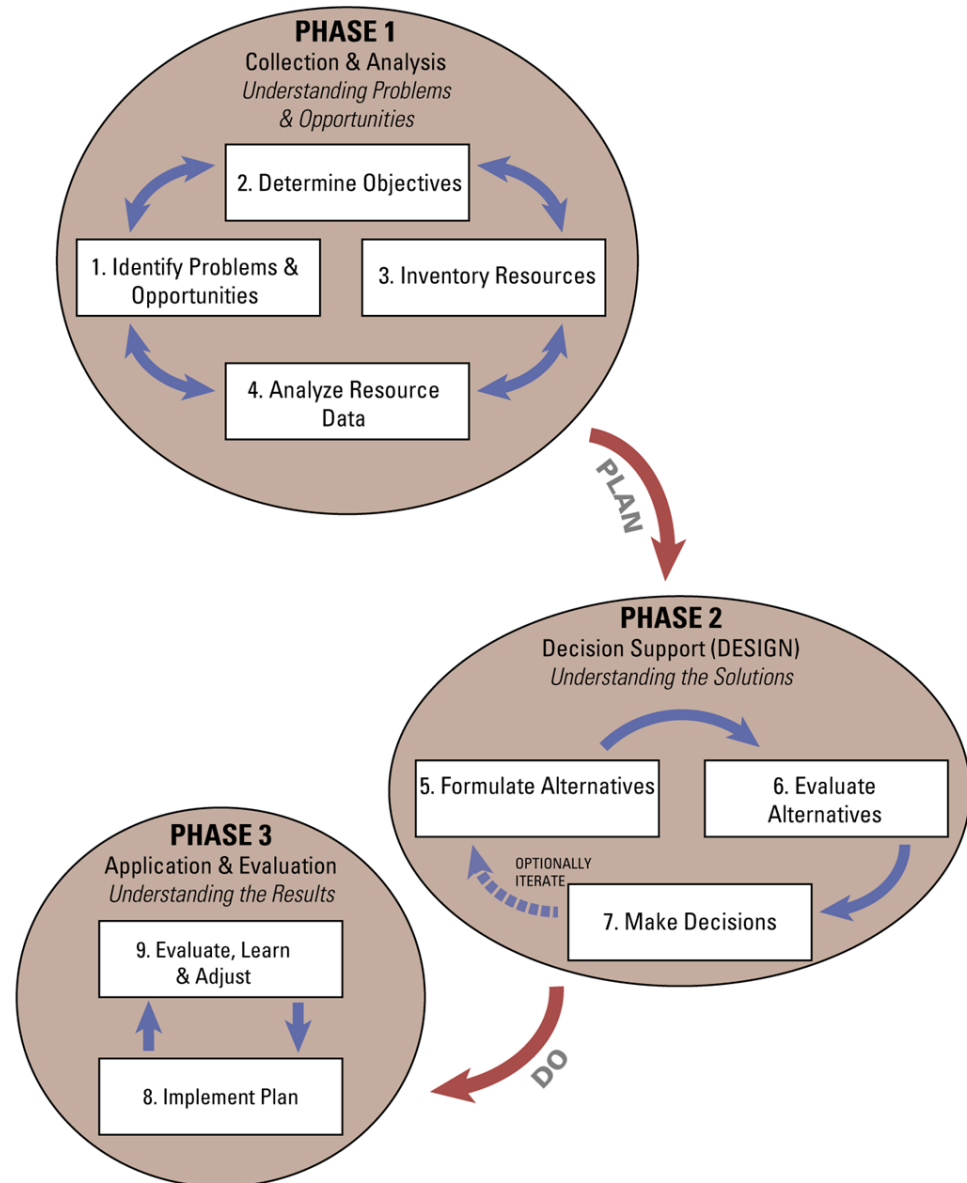 PHASE 1
Collection & Analysis
Understanding Problems
& Opportunities
2. Determine Objectives
1. Identify Problems &
Opportunities
3. Inventory Resources
4. Analyze Resource
Data
PLAN
PHASE 2
Decision Support (DESIGN)
Understanding the Solutions
5. Formulate Alternatives
6. Evaluate
Alternatives
OPTIONALLY
ITERATE
7. Make Decisions
DO
PHASE 3
Application & Evaluation
Understanding the Results
9. Evaluate, Learn
& Adjust
8. Implement Plan